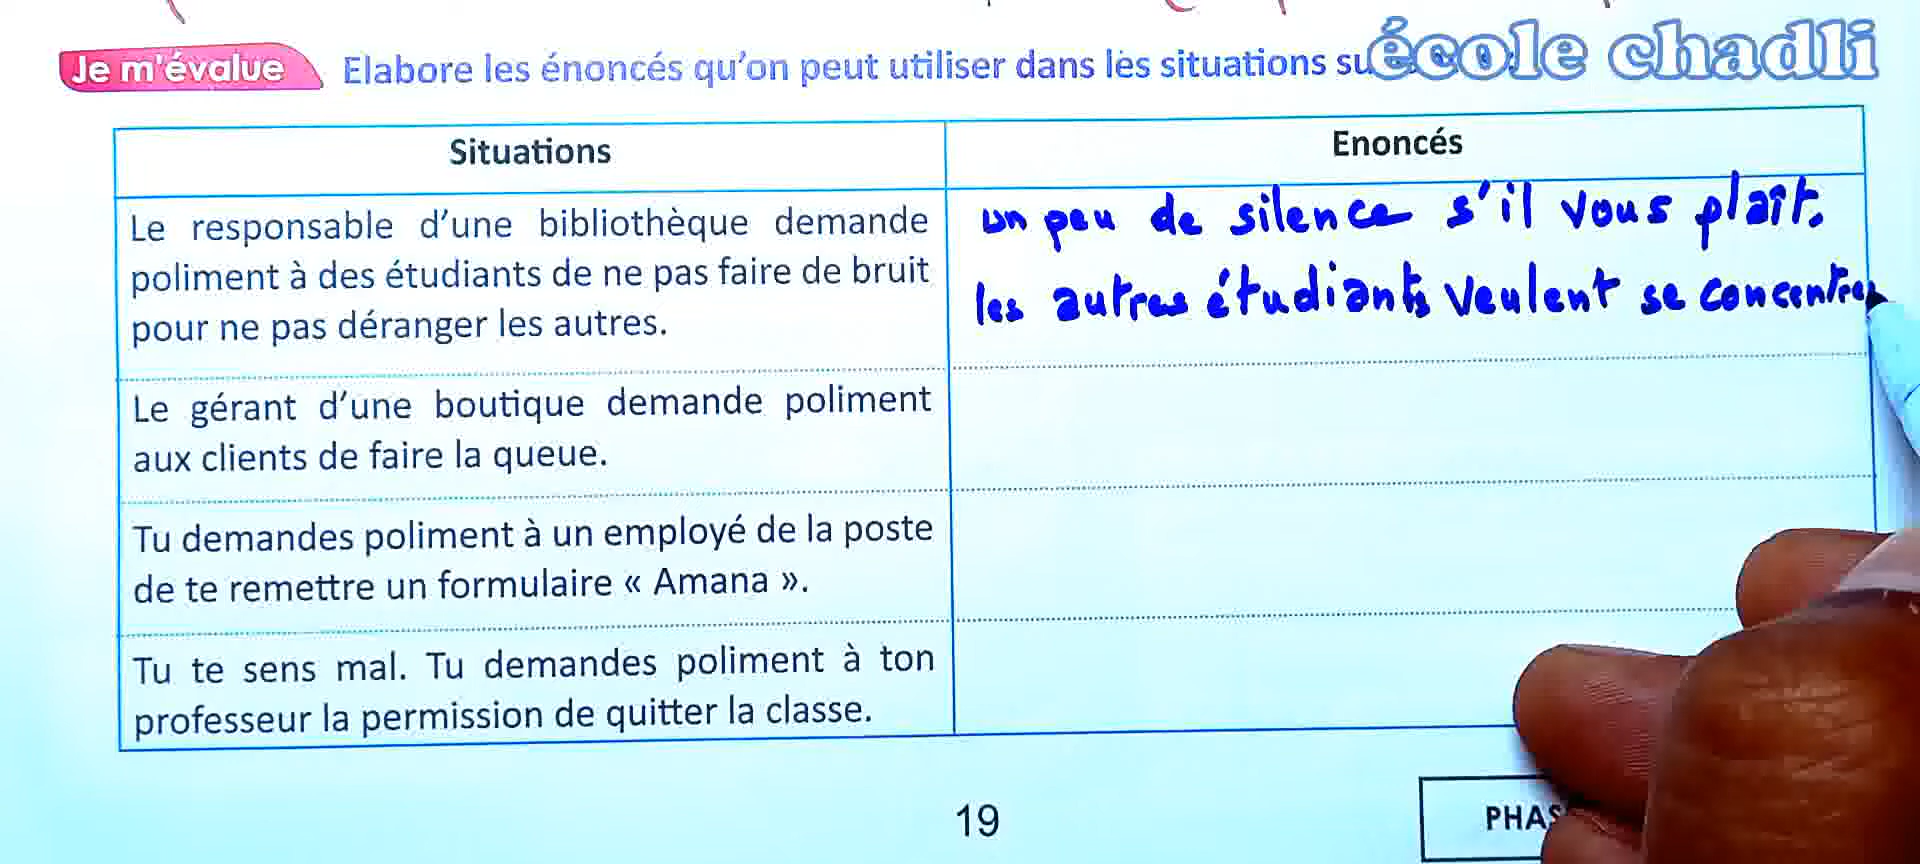 école chadli
Je m'évalue Elabore les énoncés qu'on peut utiliser dans les situations
Situations
Enoncés
Le responsable d'une bibliothèque demande
poliment à des étudiants de ne pas faire de bruit
pour ne pas déranger les autres.
un peu de silence s'il vous plaît.
les autres étudiants veulent se concentrer
Le gérant d'une boutique demande poliment
aux clients de faire la queue.
Tu demandes poliment à un employé de la poste
de te remettre un formulaire « Amana ».
Tu te sens mal. Tu demandes poliment à ton
professeur la permission de quitter la classe.
19